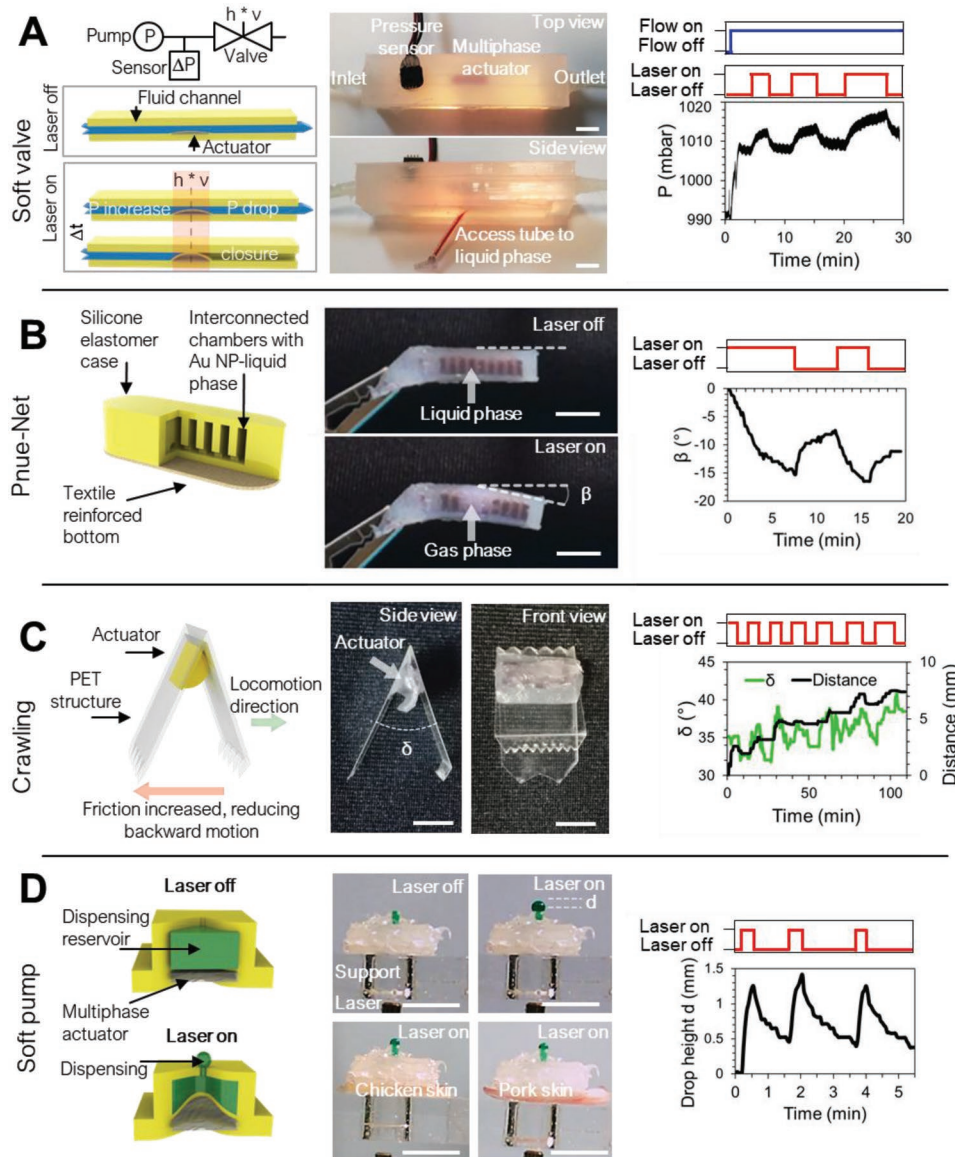 A
Soft valve
h * v
Pump
P
Valve
Sensor
ΔP
Laser off
Fluid channel
Actuator
Laser on
Δt
h * v
P increase
P drop
closure
Top view
Pressure
sensor
Multiphase
actuator
Inlet
Outlet
Side view
Access tube to
liquid phase
Flow on
Flow off
Laser on
Laser off
P (mbar)
1020
1010
1000
990
0 10 20 30
Time (min)
B
Pnue-Net
Silicone
elastomer
case
Interconnected
chambers with
Au NP-liquid
phase
Textile
reinforced
bottom
Laser off
Liquid phase
Laser on
β
Gas phase
Laser on
Laser off
β (°)
0
-5
-10
-15
-20
0 5 10 15 20
Time (min)
C
Crawling
Actuator
PET
structure
Locomotion
direction
Friction increased, reducing
backward motion
Side view
Actuator
δ
Front view
Laser on
Laser off
δ (°)
45
40
35
30
δ
Distance
10
5
0
Distance (mm)
0 50 100
Time (min)
D
Soft pump
Laser off
Dispensing
reservoir
Multiphase
actuator
Laser on
Dispensing
Laser off
Support
Laser
Laser on
d
Laser on
Chicken skin
Laser on
Pork skin
Laser on
Laser off
Drop height d (mm)
1.5
1
0.5
0
0 1 2 3 4 5
Time (min)